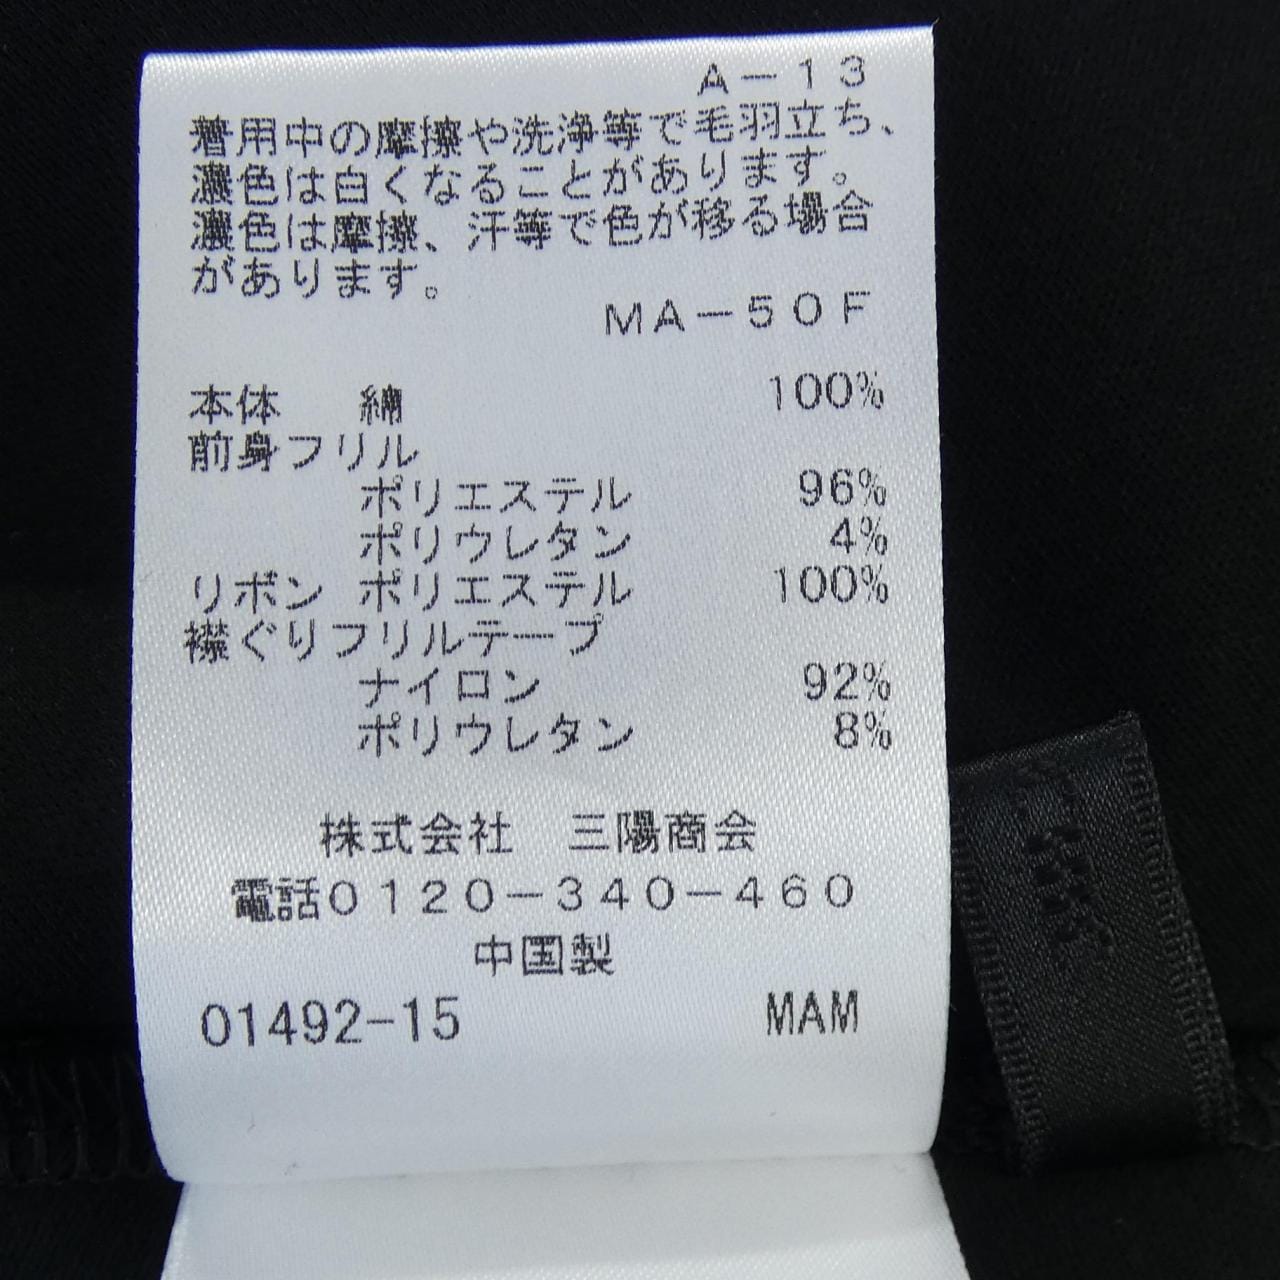 A-13
着用中の摩擦や洗浄等で毛羽立ち、
濃色は白くなることがあります。
濃色は摩擦、汗等で色が移る場合
があります。
MA-50F
本体 綿 100%
前身フリル
ポリエステル 96%
ポリウレタン 4%
リボン ポリエステル 100%
襟ぐりフリルテープ
ナイロン 92%
ポリウレタン 8%
株式会社 三陽商会
電話0120-340-460
中国製
01492-15 MAM